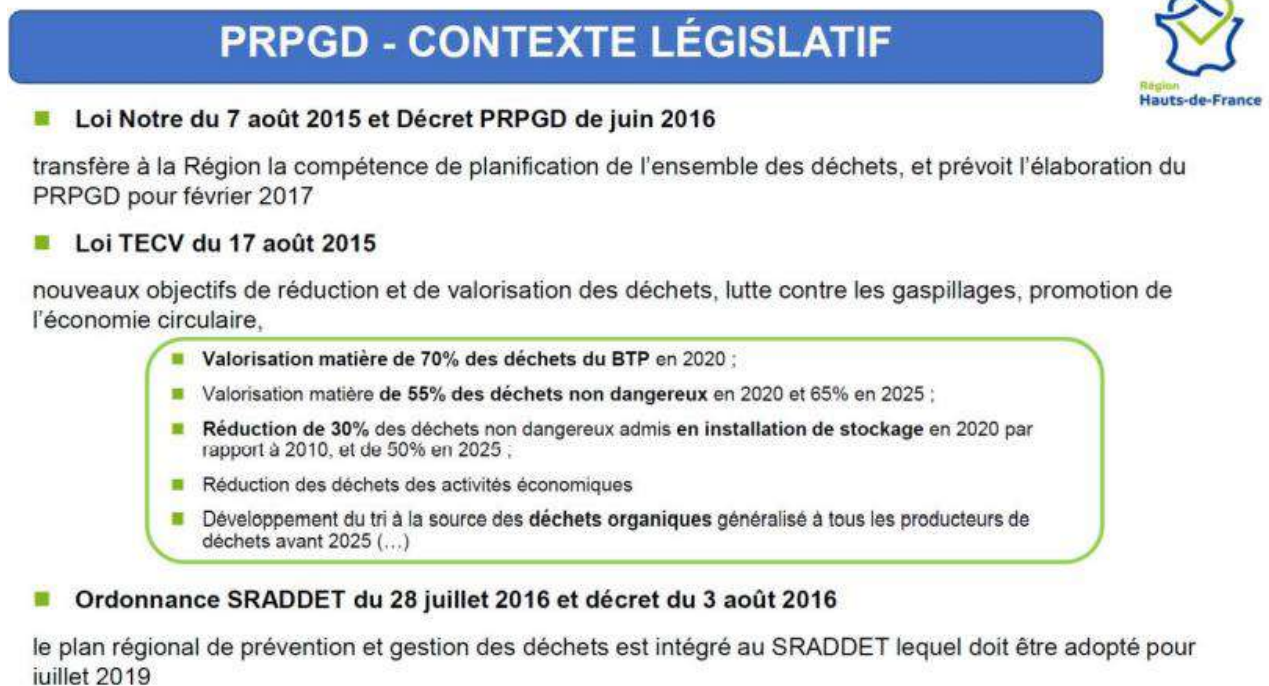 PRPGD - CONTEXTE LÉGISLATIF
Région
Hauts-de-France
Loi Notre du 7 août 2015 et Décret PRPGD de juin 2016
transfère à la Région la compétence de planification de l'ensemble des déchets, et prévoit l'élaboration du
PRPGD pour février 2017
Loi TECV du 17 août 2015
nouveaux objectifs de réduction et de valorisation des déchets, lutte contre les gaspillages, promotion de
l'économie circulaire,
Valorisation matière de 70% des déchets du BTP en 2020 ;
Valorisation matière de 55% des déchets non dangereux en 2020 et 65% en 2025 ;
Réduction de 30% des déchets non dangereux admis en installation de stockage en 2020 par
rapport à 2010, et de 50% en 2025 ;
Réduction des déchets des activités économiques
Développement du tri à la source des déchets organiques généralisé à tous les producteurs de
déchets avant 2025 (...)
Ordonnance SRADDET du 28 juillet 2016 et décret du 3 août 2016
le plan régional de prévention et gestion des déchets est intégré au SRADDET lequel doit être adopté pour
juillet 2019